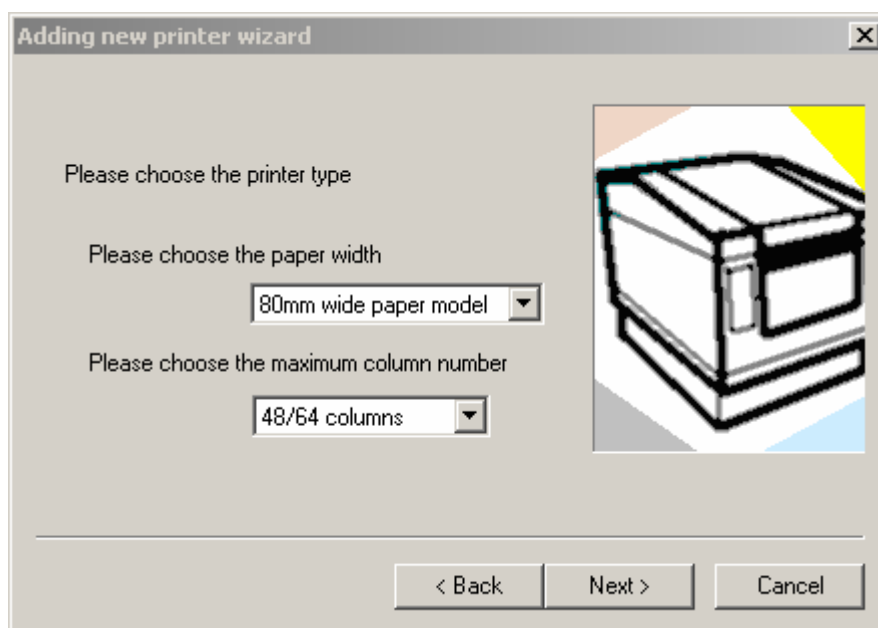 Adding new printer wizard
Please choose the printer type
Please choose the paper width
80mm wide paper model
Please choose the maximum column number
48/64 columns
< Back Next > Cancel